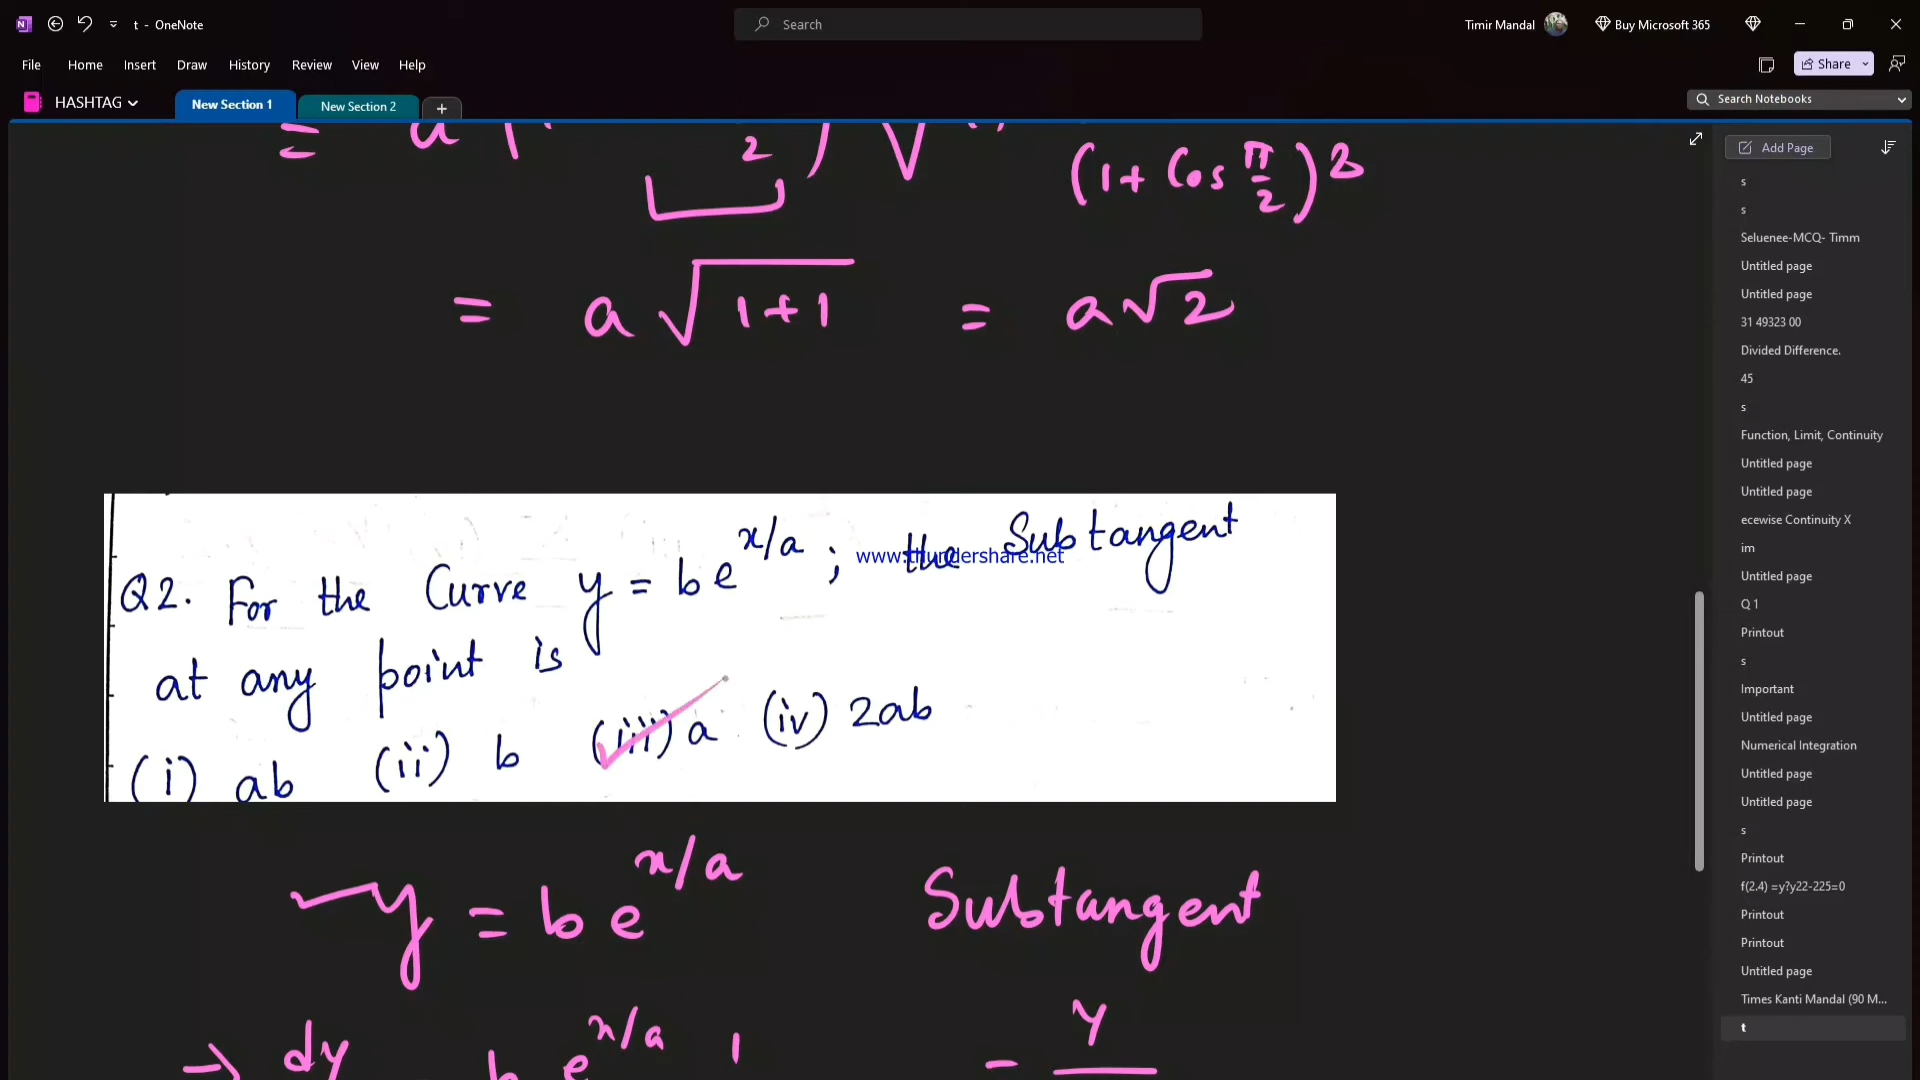 t - OneNote
Search
Timir Mandal
Buy Microsoft 365
File Home Insert Draw History Review View Help
Share
HASHTAG
New Section 1
New Section 2
+
Search Notebooks
(1+ Cos π/2)²
= a√1+1 = a√2
Q2. For the Curve y = be^x/a ; the Subtangent
www.thundershare.net
at any point is
(i) ab (ii) b (iii) a (iv) 2ab
y = b e^x/a
Subtangent
→ dy b e^x/a 1
= y
Add Page
s
s
Seluenee-MCQ- Timm
Untitled page
Untitled page
31 49323 00
Divided Difference.
45
s
Function, Limit, Continuity
Untitled page
Untitled page
ecewise Continuity X
im
Untitled page
Q 1
Printout
s
Important
Untitled page
Numerical Integration
Untitled page
Untitled page
s
Printout
f(2.4) =y?y22-225=0
Printout
Printout
Untitled page
Times Kanti Mandal (90 M...
t